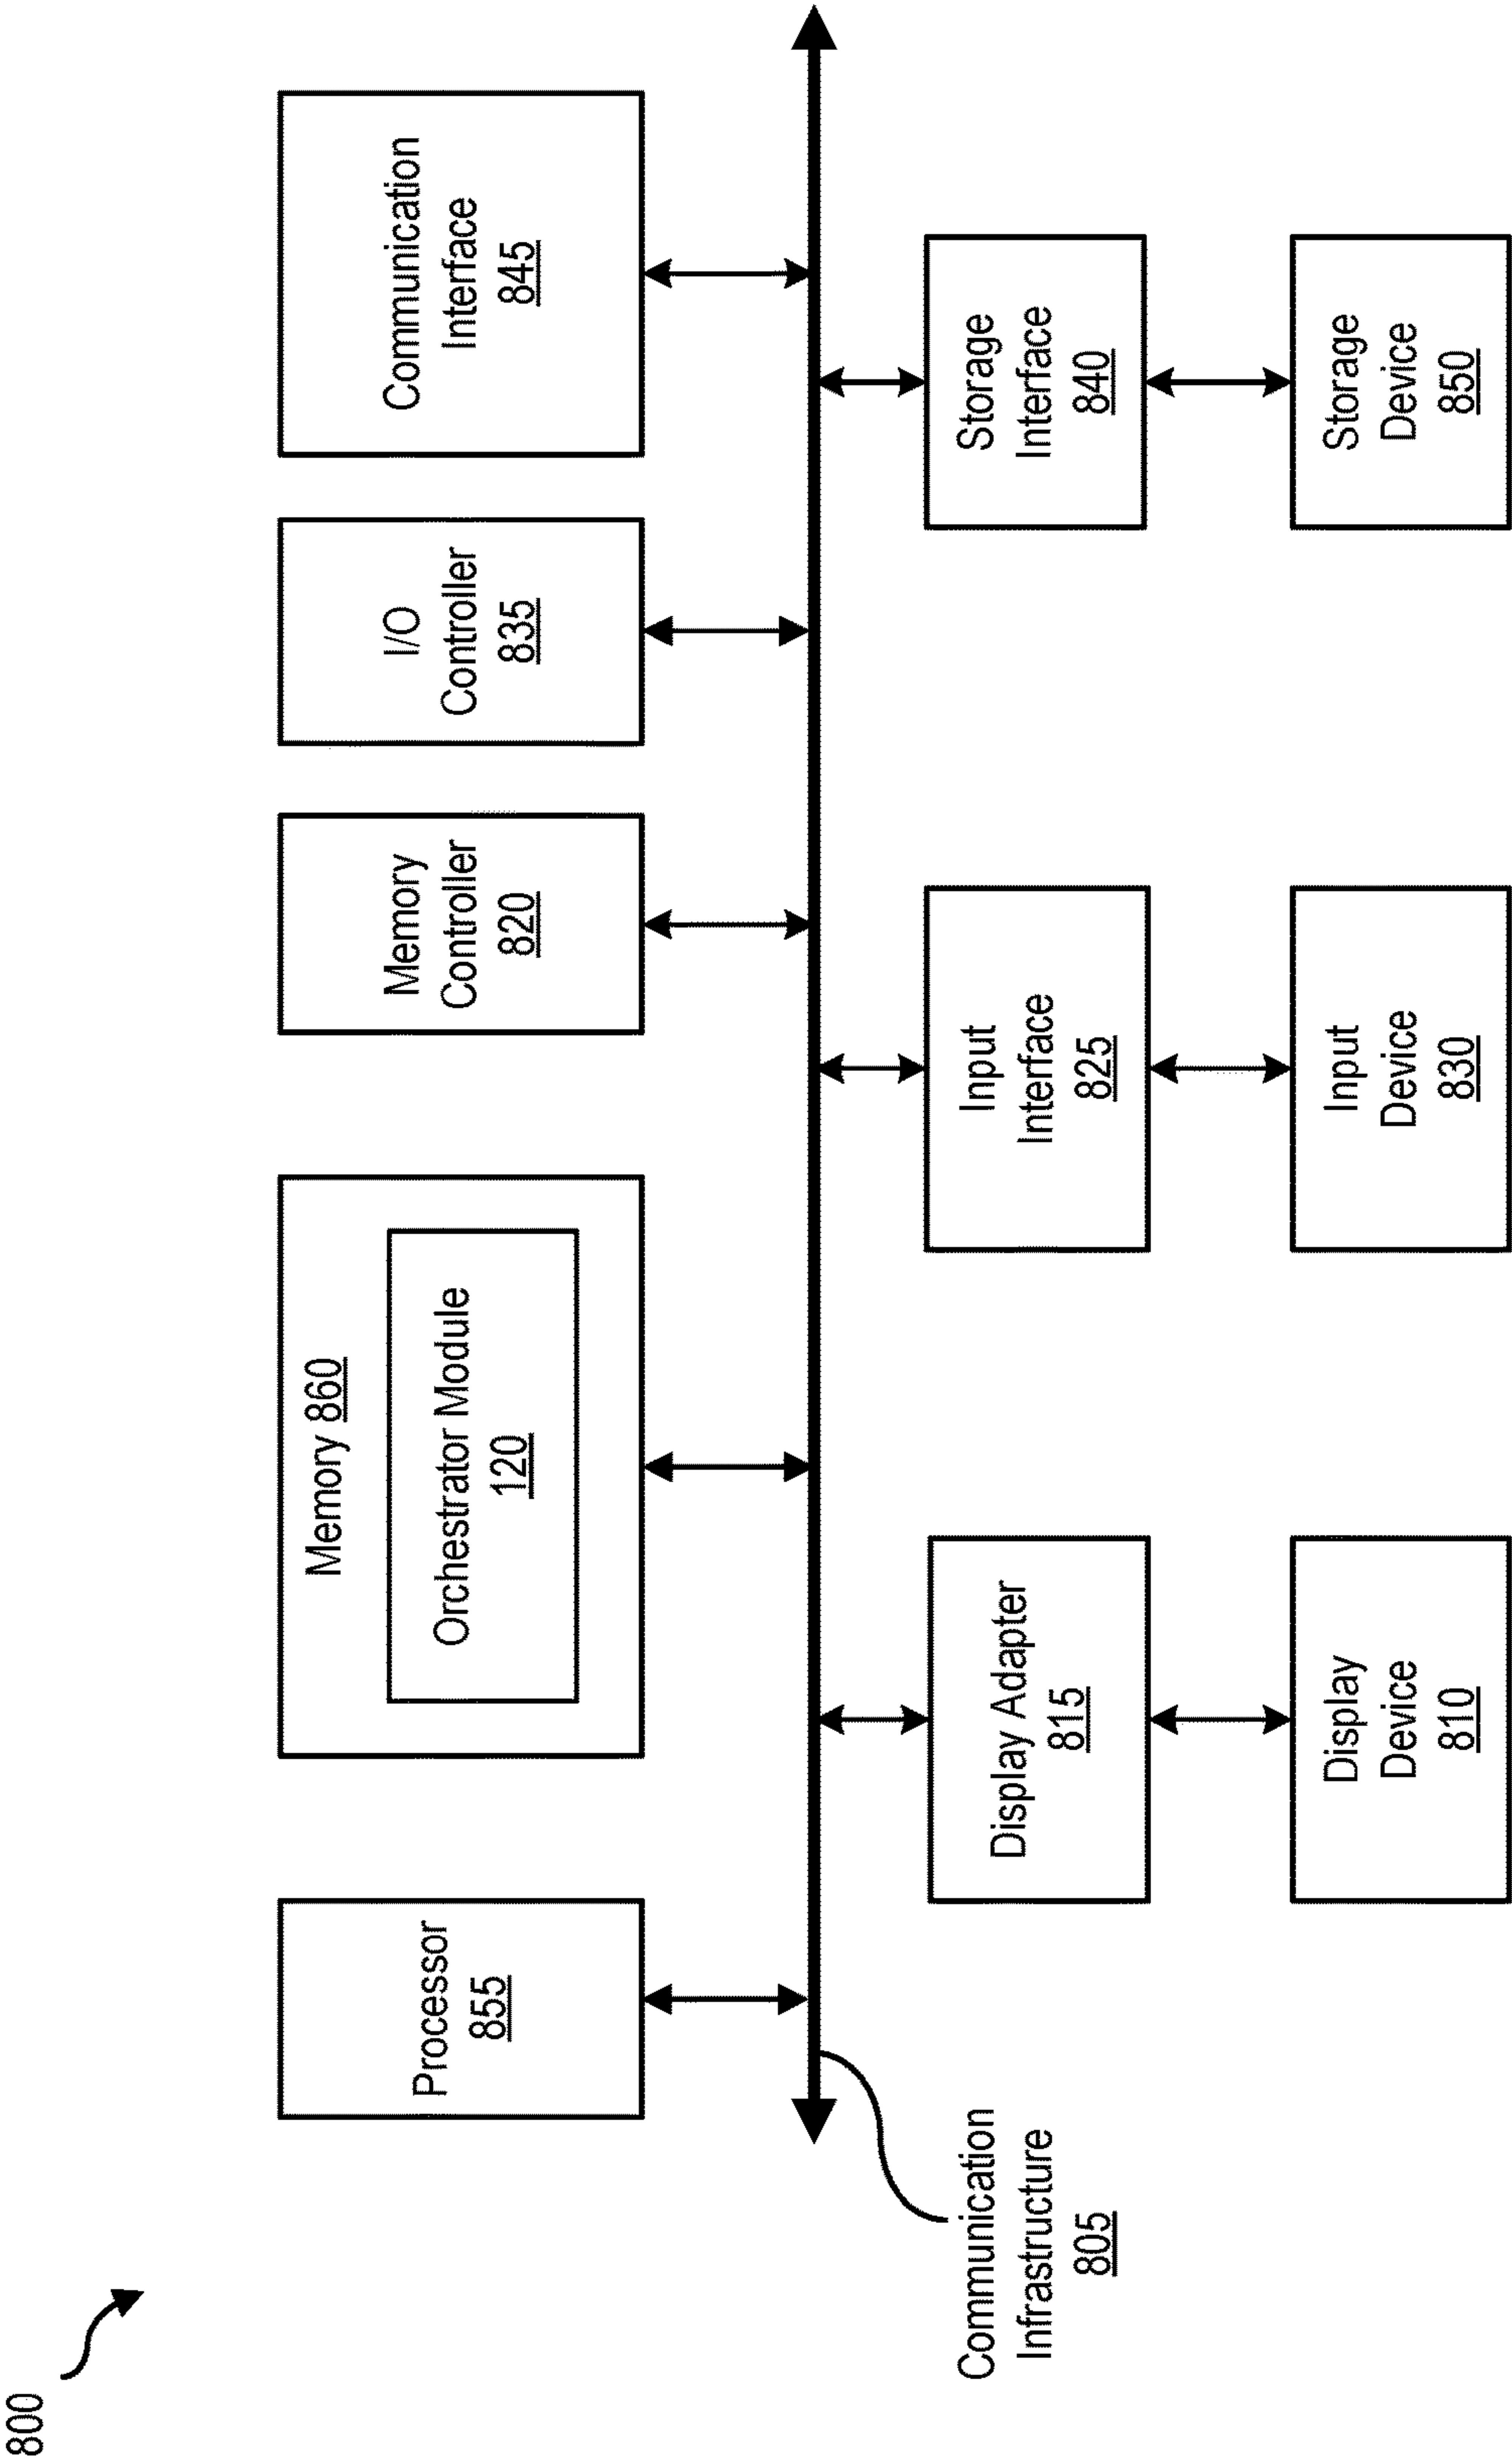 800
Processor
855
Memory 860
Orchestrator Module
120
Memory
Controller
820
I/O
Controller
835
Communication
Interface
845
Communication
Infrastructure
805
Display Adapter
815
Input
Interface
825
Storage
Interface
840
Display
Device
810
Input
Device
830
Storage
Device
850